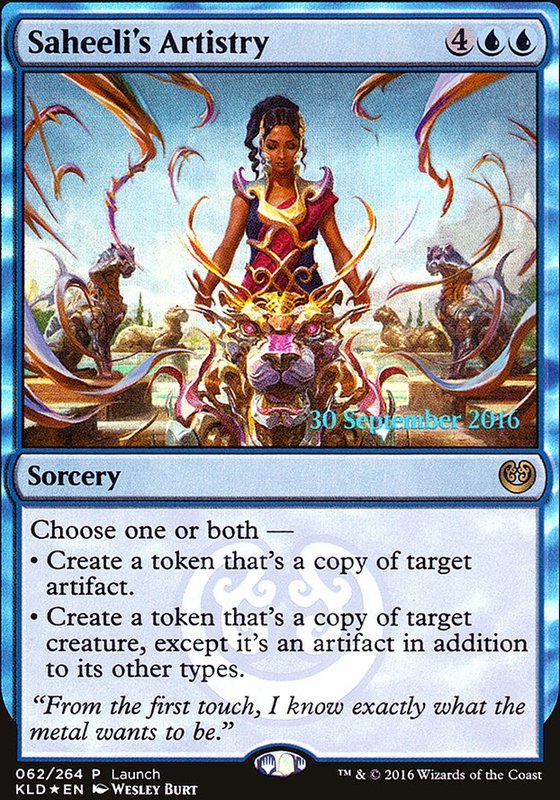 Saheeli's Artistry 4
30 September 2016
Sorcery
Choose one or both —
• Create a token that's a copy of target
artifact.
• Create a token that's a copy of target
creature, except it's an artifact in addition
to its other types.
“From the first touch, I know exactly what the
metal wants to be.”
062/264 P Launch
KLD ★ EN Wesley Burt
™ & © 2016 Wizards of the Coast